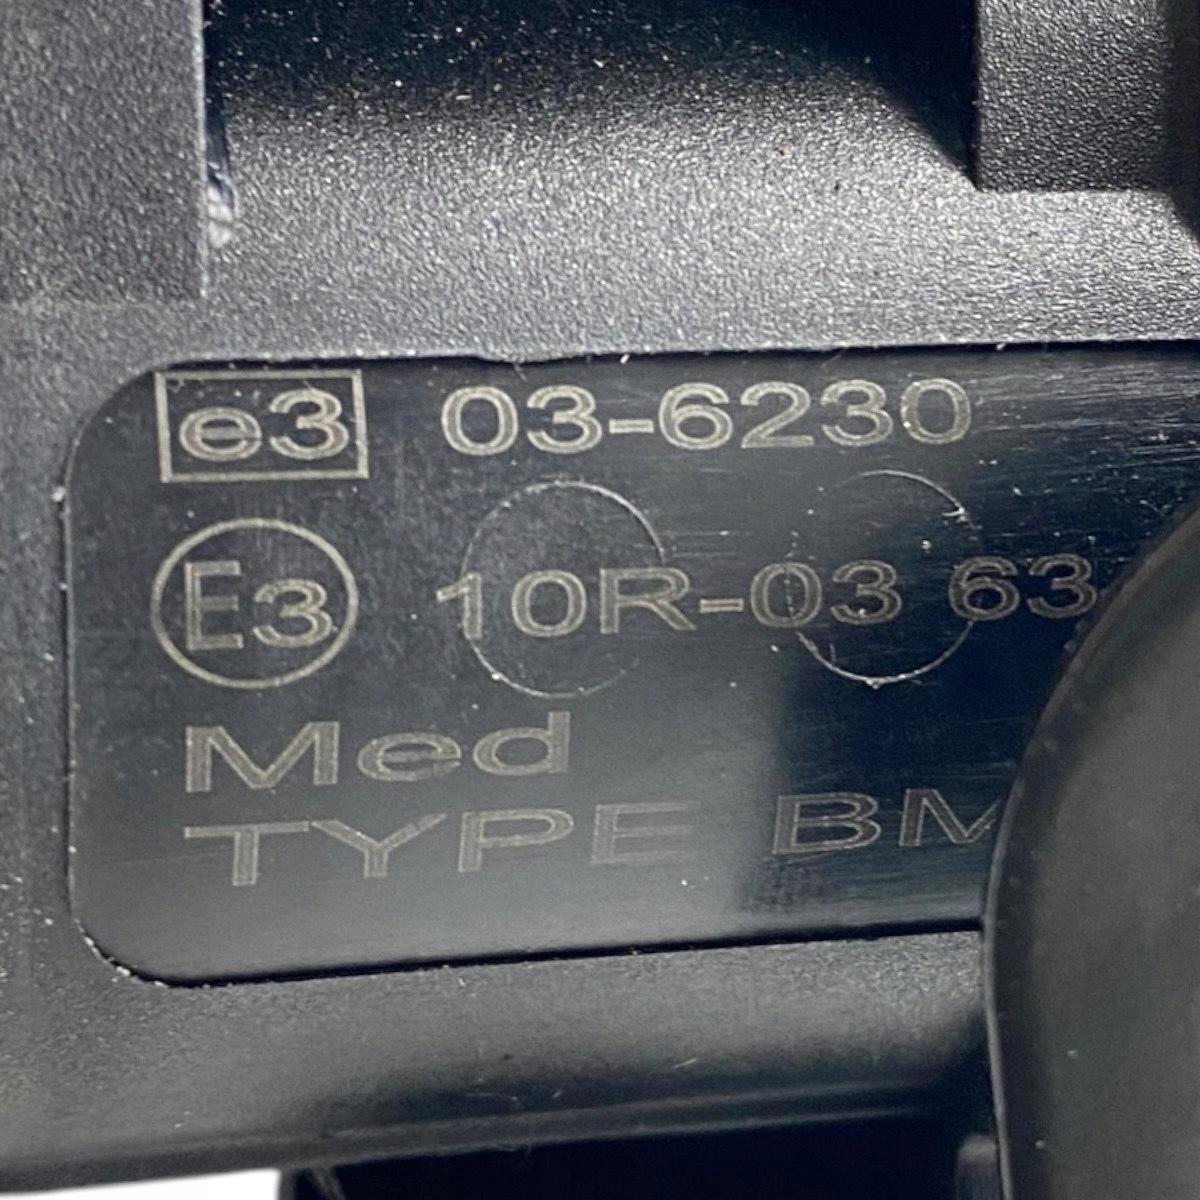 e3 03-6230
E3 10R-03 63
Med
TYPE BM